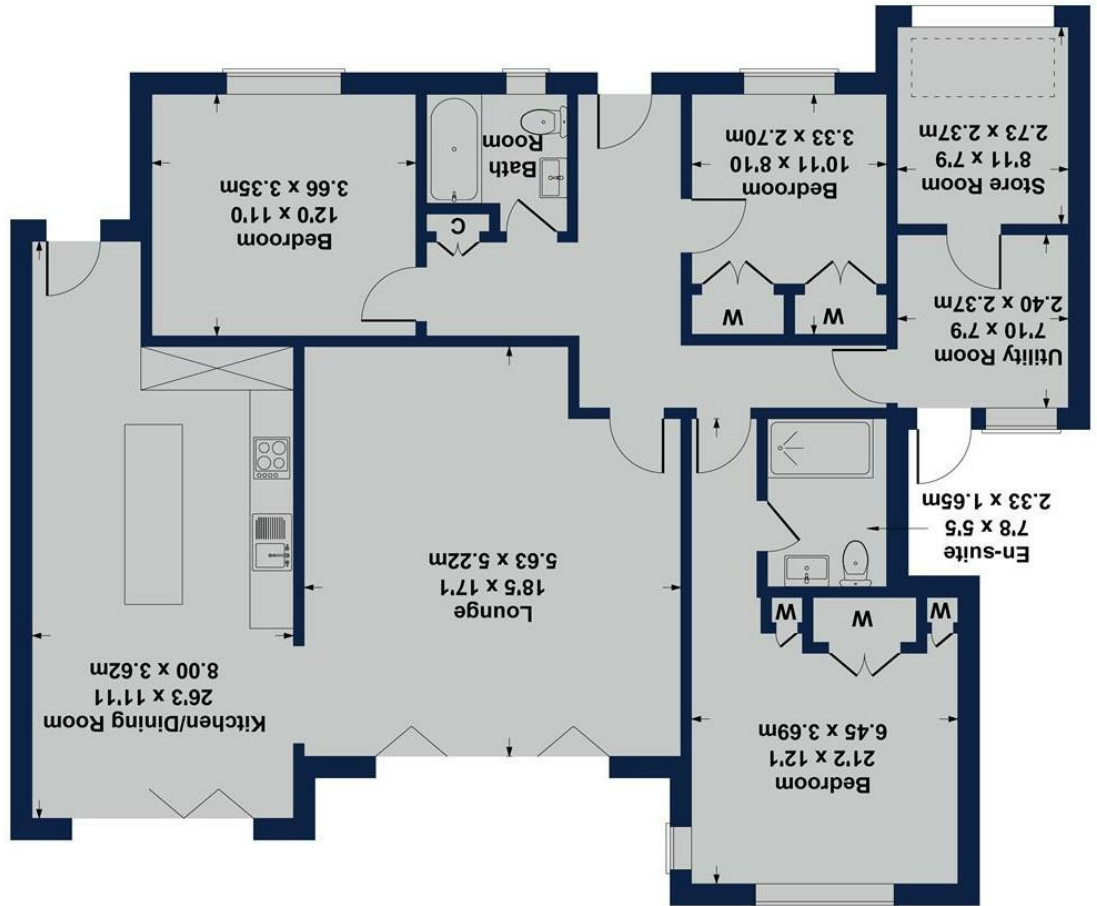 Bedroom
21'2 x 12'1
6.45 x 3.69m
Kitchen/Dining Room
26'3 x 11'11
8.00 x 3.62m
W
W
W
Lounge
18'5 x 17'1
5.63 x 5.22m
En-suite
7'8 x 5'5
2.33 x 1.65m
Utility Room
7'10 x 7'9
2.40 x 2.37m
W
W
C
Bedroom
12'0 x 11'0
3.66 x 3.35m
Store Room
8'11 x 7'9
2.73 x 2.37m
Bedroom
10'11 x 8'10
3.33 x 2.70m
Bath
Room